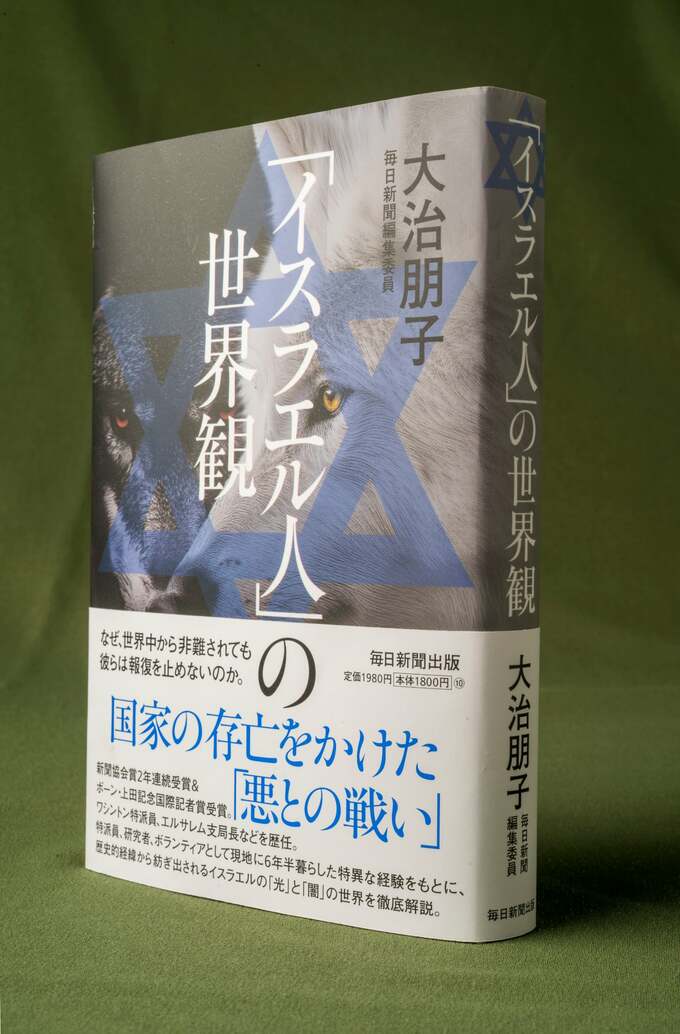 「イスラエル人」の
世界観
大治朋子
毎日新聞編集委員
なぜ、世界中から非難されても
彼らは報復を止めないのか。
毎日新聞出版
定価1980円 本体1800円 ⑩
国家の存亡をかけた
「悪との戦い」
新聞協会賞2年連続受賞&
ボーン・上田記念国際記者賞受賞。
ワシントン特派員、エルサレム支局長などを歴任。
特派員、研究者、ボランティアとして現地に6年半暮らした特異な経験をもとに、
歴史的経緯から紡ぎ出されるイスラエルの「光」と「闇」の世界を徹底解説。
「イスラエル人」の世界観
大治朋子
毎日新聞
編集委員
毎日新聞出版